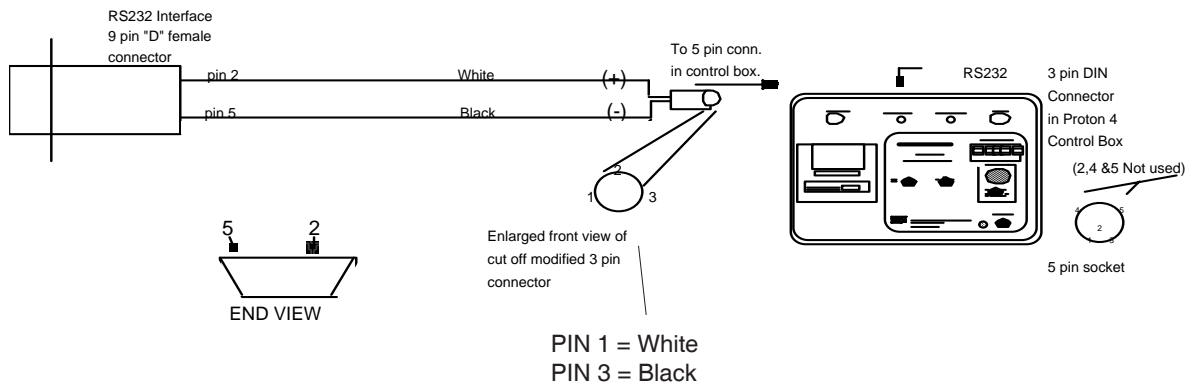 RS232 Interface
9 pin "D" female
connector
pin 2
White
(+)
pin 5
Black
(-)
To 5 pin conn.
in control box.
RS232
3 pin DIN
Connector
in Proton 4
Control Box
(2,4 &5 Not used)
4
5
2
1
3
5 pin socket
2
1
3
Enlarged front view of
cut off modified 3 pin
connector
5
2
END VIEW
PIN 1 = White
PIN 3 = Black